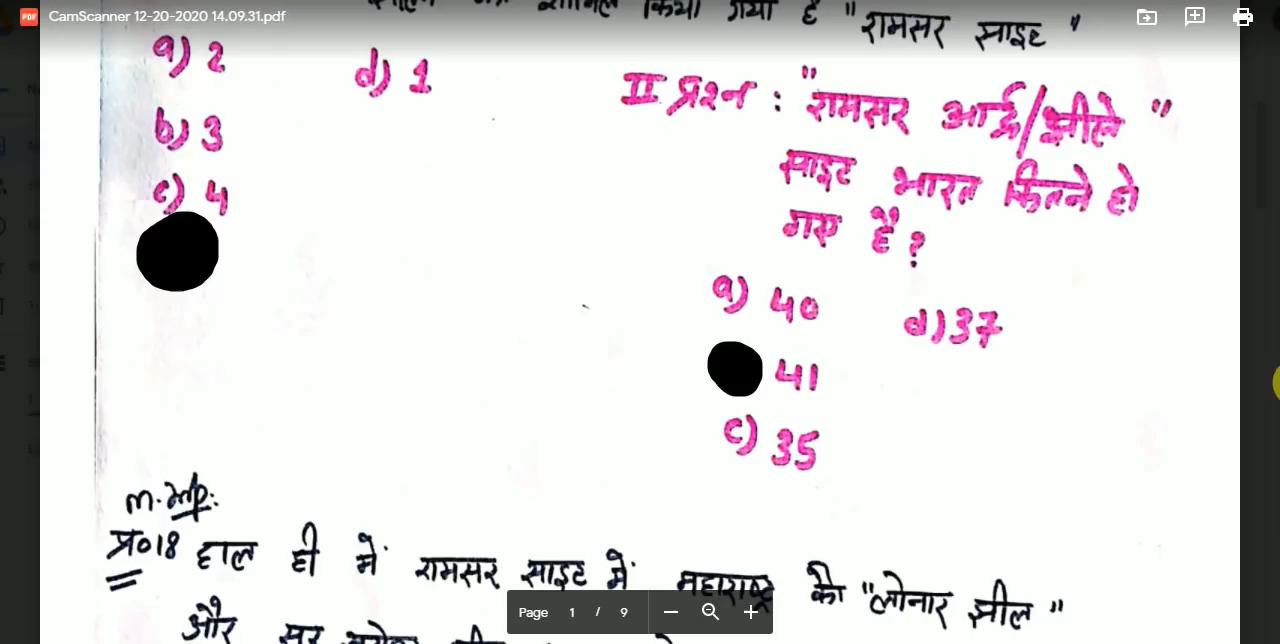 CamScanner 12-20-2020 14.09.31.pdf
किया गया है "रामसर साइट"
a) 2
d) 1
b) 3
c) 4
II प्रश्न : "रामसर आर्द्र/झीले"
साइट भारत कितने हो
गए है ?
a) 40
d) 37
41
c) 35
प्र०18 हाल ही में रामसर साइट में महाराष्ट्र की "लोनार झील"
और
Page 1 / 9